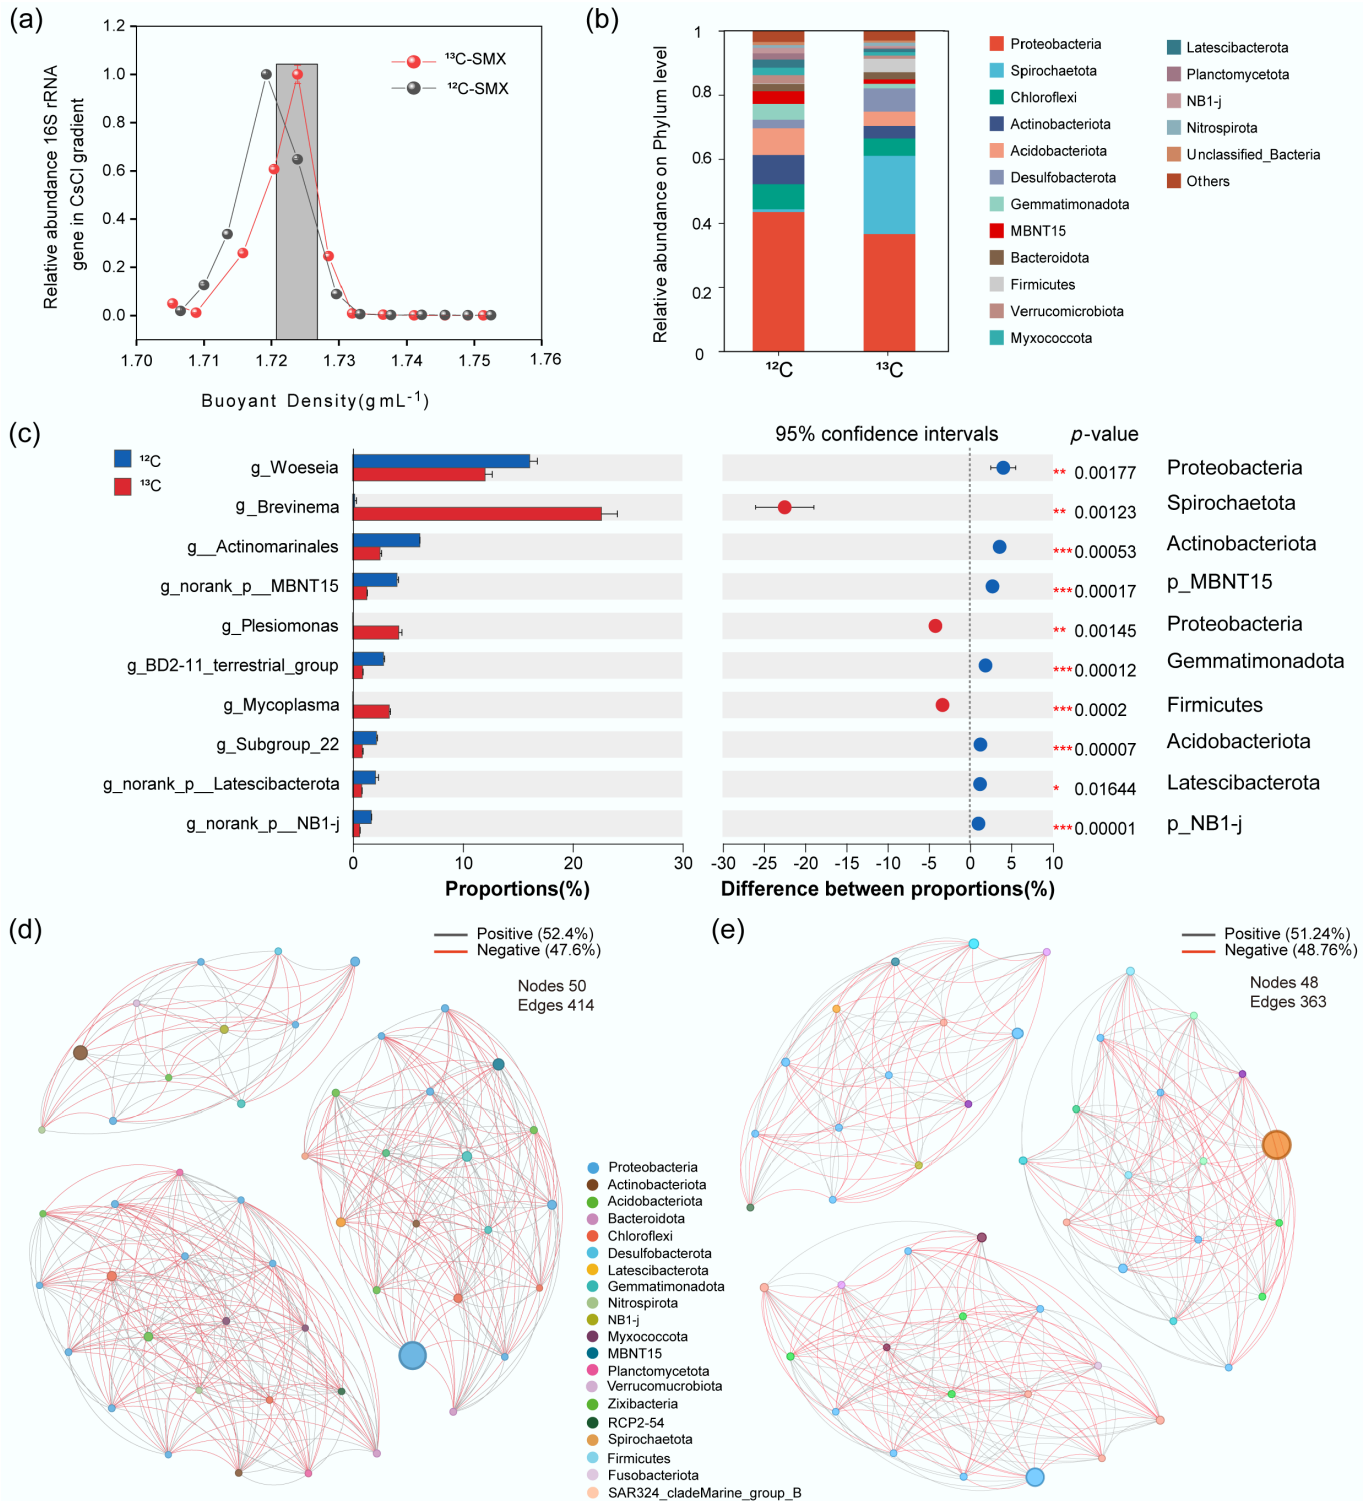 (a)
1.2
1.0
0.8
0.6
0.4
0.2
0.0
Relative abundance 16S rRNA
gene in CsCl gradient
¹³C-SMX
¹²C-SMX
1.70
1.71
1.72
1.73
1.74
1.75
1.76
Buoyant Density(gmL⁻¹)
(b)
1
0.8
0.6
0.4
0.2
0
Relative abundance on Phylum level
¹²C
¹³C
Proteobacteria
Spirochaetota
Chloroflexi
Actinobacteriota
Acidobacteriota
Desulfobacterota
Gemmatimonadota
MBNT15
Bacteroidota
Firmicutes
Verrucomicrobiota
Myxococcota
Latescibacterota
Planctomycetota
NB1-j
Nitrospirota
Unclassified_Bacteria
Others
(c)
¹²C
¹³C
95% confidence intervals
p-value
g_Woeseia
** 0.00177
Proteobacteria
g_Brevinema
** 0.00123
Spirochaetota
g__Actinomarinales
*** 0.00053
Actinobacteriota
g_norank_p__MBNT15
*** 0.00017
p_MBNT15
g_Plesiomonas
** 0.00145
Proteobacteria
g_BD2-11_terrestrial_group
*** 0.00012
Gemmatimonadota
g_Mycoplasma
*** 0.0002
Firmicutes
g_Subgroup_22
*** 0.00007
Acidobacteriota
g_norank_p__Latescibacterota
* 0.01644
Latescibacterota
g_norank_p__NB1-j
*** 0.00001
p_NB1-j
0 10 20 30
Proportions(%)
-30 -25 -20 -15 -10 -5 0 5 10
Difference between proportions(%)
(d)
Positive (52.4%)
Negative (47.6%)
Nodes 50
Edges 414
(e)
Positive (51.24%)
Negative (48.76%)
Nodes 48
Edges 363
Proteobacteria
Actinobacteriota
Acidobacteriota
Bacteroidota
Chloroflexi
Desulfobacterota
Latescibacterota
Gemmatimonadota
Nitrospirota
NB1-j
Myxococcota
MBNT15
Planctomycetota
Verrucomucrobiota
Zixibacteria
RCP2-54
Spirochaetota
Firmicutes
Fusobacteriota
SAR324_cladeMarine_group_B